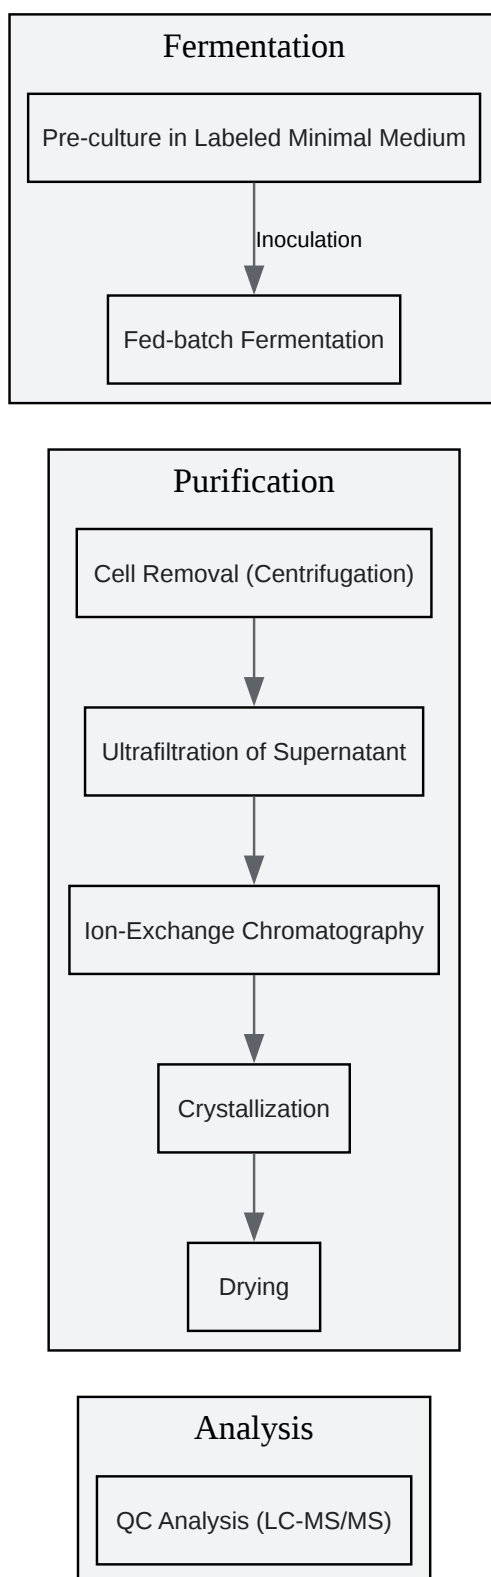 Fermentation
Pre-culture in Labeled Minimal Medium
Inoculation
Fed-batch Fermentation
Purification
Cell Removal (Centrifugation)
Ultrafiltration of Supernatant
Ion-Exchange Chromatography
Crystallization
Drying
Analysis
QC Analysis (LC-MS/MS)